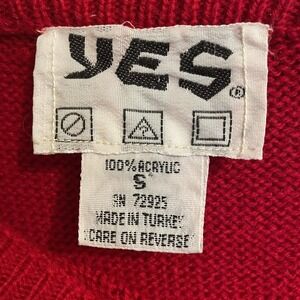 YES®
100% ACRYLIC
S
RN 72925
MADE IN TURKEY
CARE ON REVERSE